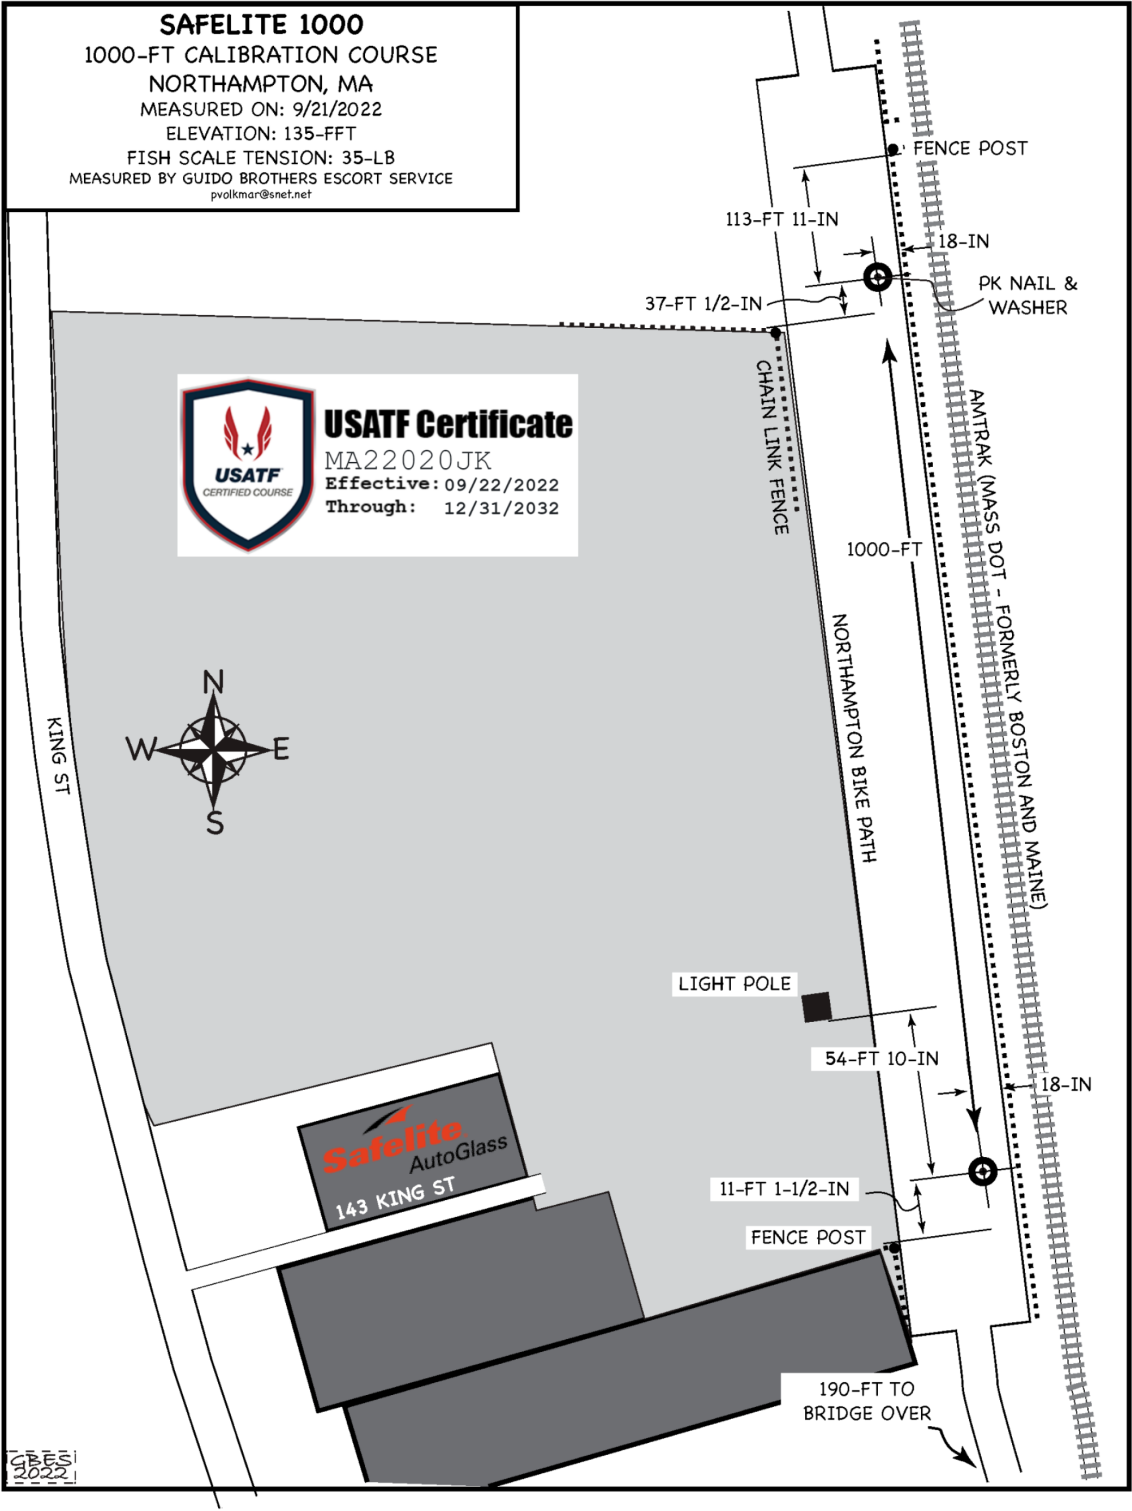 SAFELITE 1000
1000-FT CALIBRATION COURSE
NORTHAMPTON, MA
MEASURED ON: 9/21/2022
ELEVATION: 135-FFT
FISH SCALE TENSION: 35-LB
MEASURED BY GUIDO BROTHERS ESCORT SERVICE
pvolkmar@snet.net
FENCE POST
113-FT 11-IN
18-IN
PK NAIL &
WASHER
37-FT 1/2-IN
CHAIN LINK FENCE
USATF
CERTIFIED COURSE
USATF Certificate
MA22020JK
Effective: 09/22/2022
Through: 12/31/2032
AMTRAK (MASS DOT - FORMERLY BOSTON AND MAINE)
1000-FT
NORTHAMPTON BIKE PATH
N
W E
S
KING ST
LIGHT POLE
54-FT 10-IN
18-IN
Safelite
AutoGlass
143 KING ST
11-FT 1-1/2-IN
FENCE POST
190-FT TO
BRIDGE OVER
GBES
2022